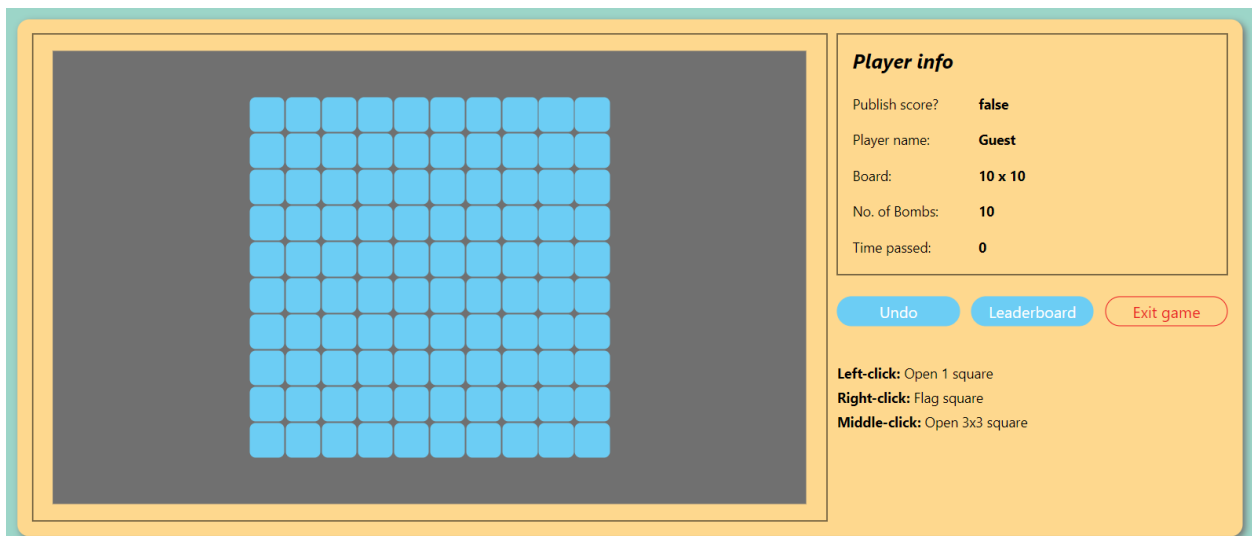 Player info
Publish score? false
Player name: Guest
Board: 10 x 10
No. of Bombs: 10
Time passed: 0
Undo Leaderboard Exit game
Left-click: Open 1 square
Right-click: Flag square
Middle-click: Open 3x3 square